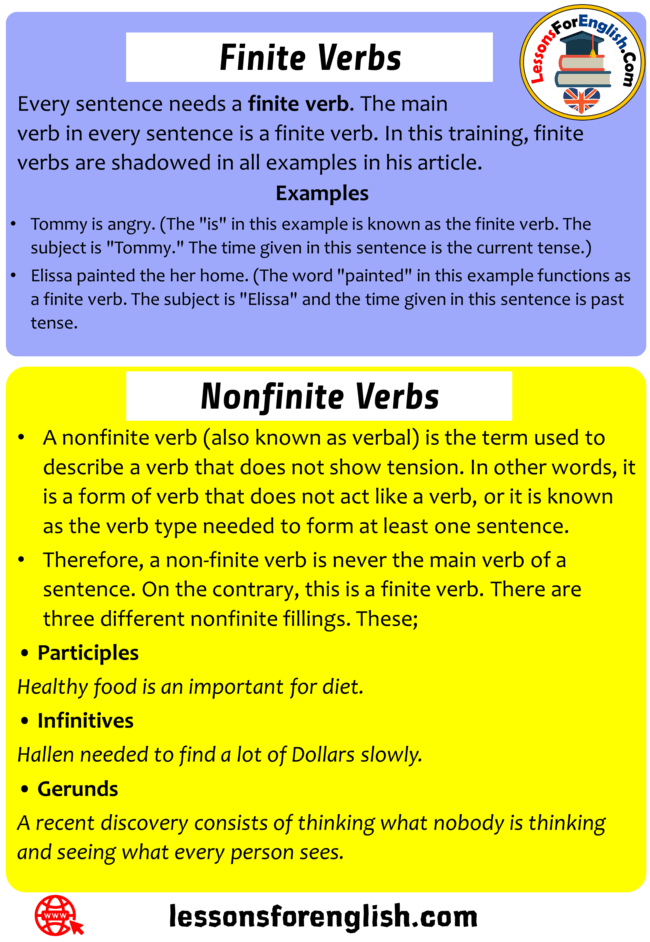 Finite Verbs
LessonsForEnglish.Com
Every sentence needs a finite verb. The main
verb in every sentence is a finite verb. In this training, finite
verbs are shadowed in all examples in his article.
Examples
• Tommy is angry. (The "is" in this example is known as the finite verb. The
subject is "Tommy." The time given in this sentence is the current tense.)
• Elissa painted the her home. (The word "painted" in this example functions as
a finite verb. The subject is "Elissa" and the time given in this sentence is past
tense.
Nonfinite Verbs
• A nonfinite verb (also known as verbal) is the term used to
describe a verb that does not show tension. In other words, it
is a form of verb that does not act like a verb, or it is known
as the verb type needed to form at least one sentence.
• Therefore, a non-finite verb is never the main verb of a
sentence. On the contrary, this is a finite verb. There are
three different nonfinite fillings. These;
• Participles
Healthy food is an important for diet.
• Infinitives
Hallen needed to find a lot of Dollars slowly.
• Gerunds
A recent discovery consists of thinking what nobody is thinking
and seeing what every person sees.
WWW
lessonsforenglish.com